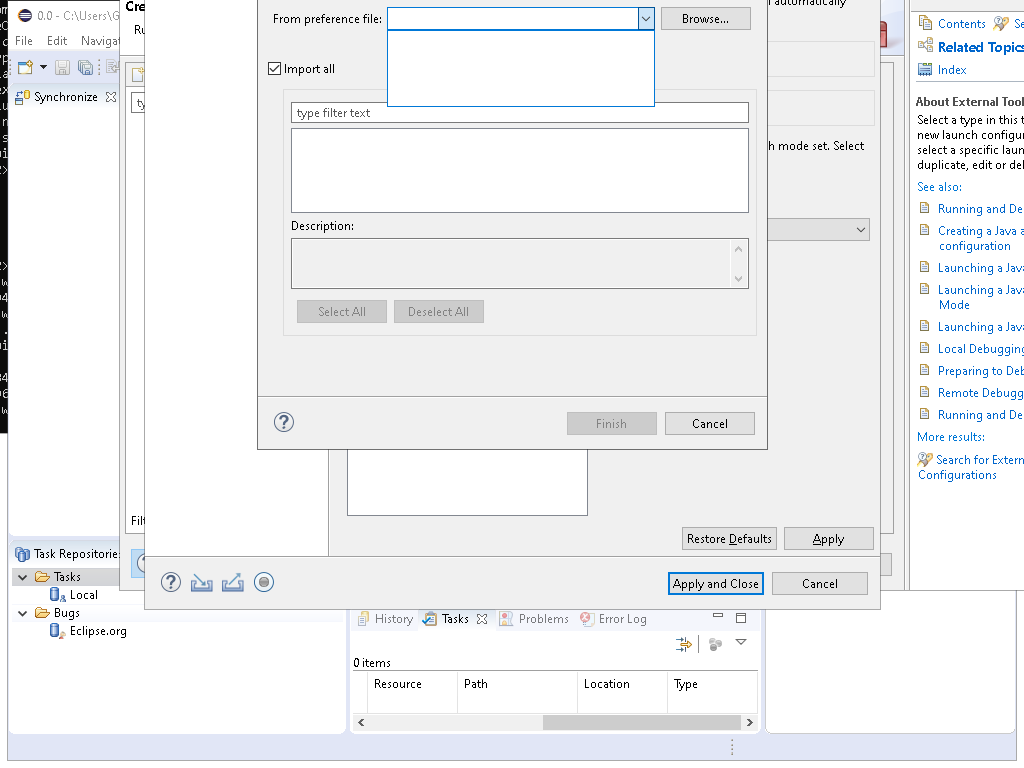 0.0 - C:\Users\G
File Edit Navigat
Synchronize
Cre
From preference file:
Browse...
Import all
type filter text
Description:
Select All
Deselect All
Finish
Cancel
automatically
h mode set. Select
Restore Defaults
Apply
Apply and Close
Cancel
Contents
Related Topics
Index
About External Tool
Select a type in this t
new launch configur
select a specific laun
duplicate, edit or del
See also:
Running and De
Creating a Java a
configuration
Launching a Java
Launching a Java
Mode
Launching a Java
Local Debugging
Preparing to Deb
Remote Debugg
Running and De
More results:
Search for Extern
Configurations
Task Repositorie
Tasks
Local
Bugs
Eclipse.org
History
Tasks
Problems
Error Log
0 items
Resource
Path
Location
Type